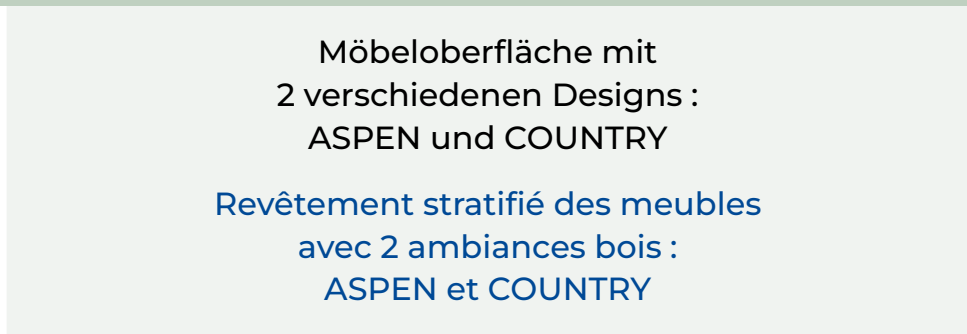 Möbeloberfläche mit
2 verschiedenen Designs :
ASPEN und COUNTRY
Revêtement stratifié des meubles
avec 2 ambiances bois :
ASPEN et COUNTRY